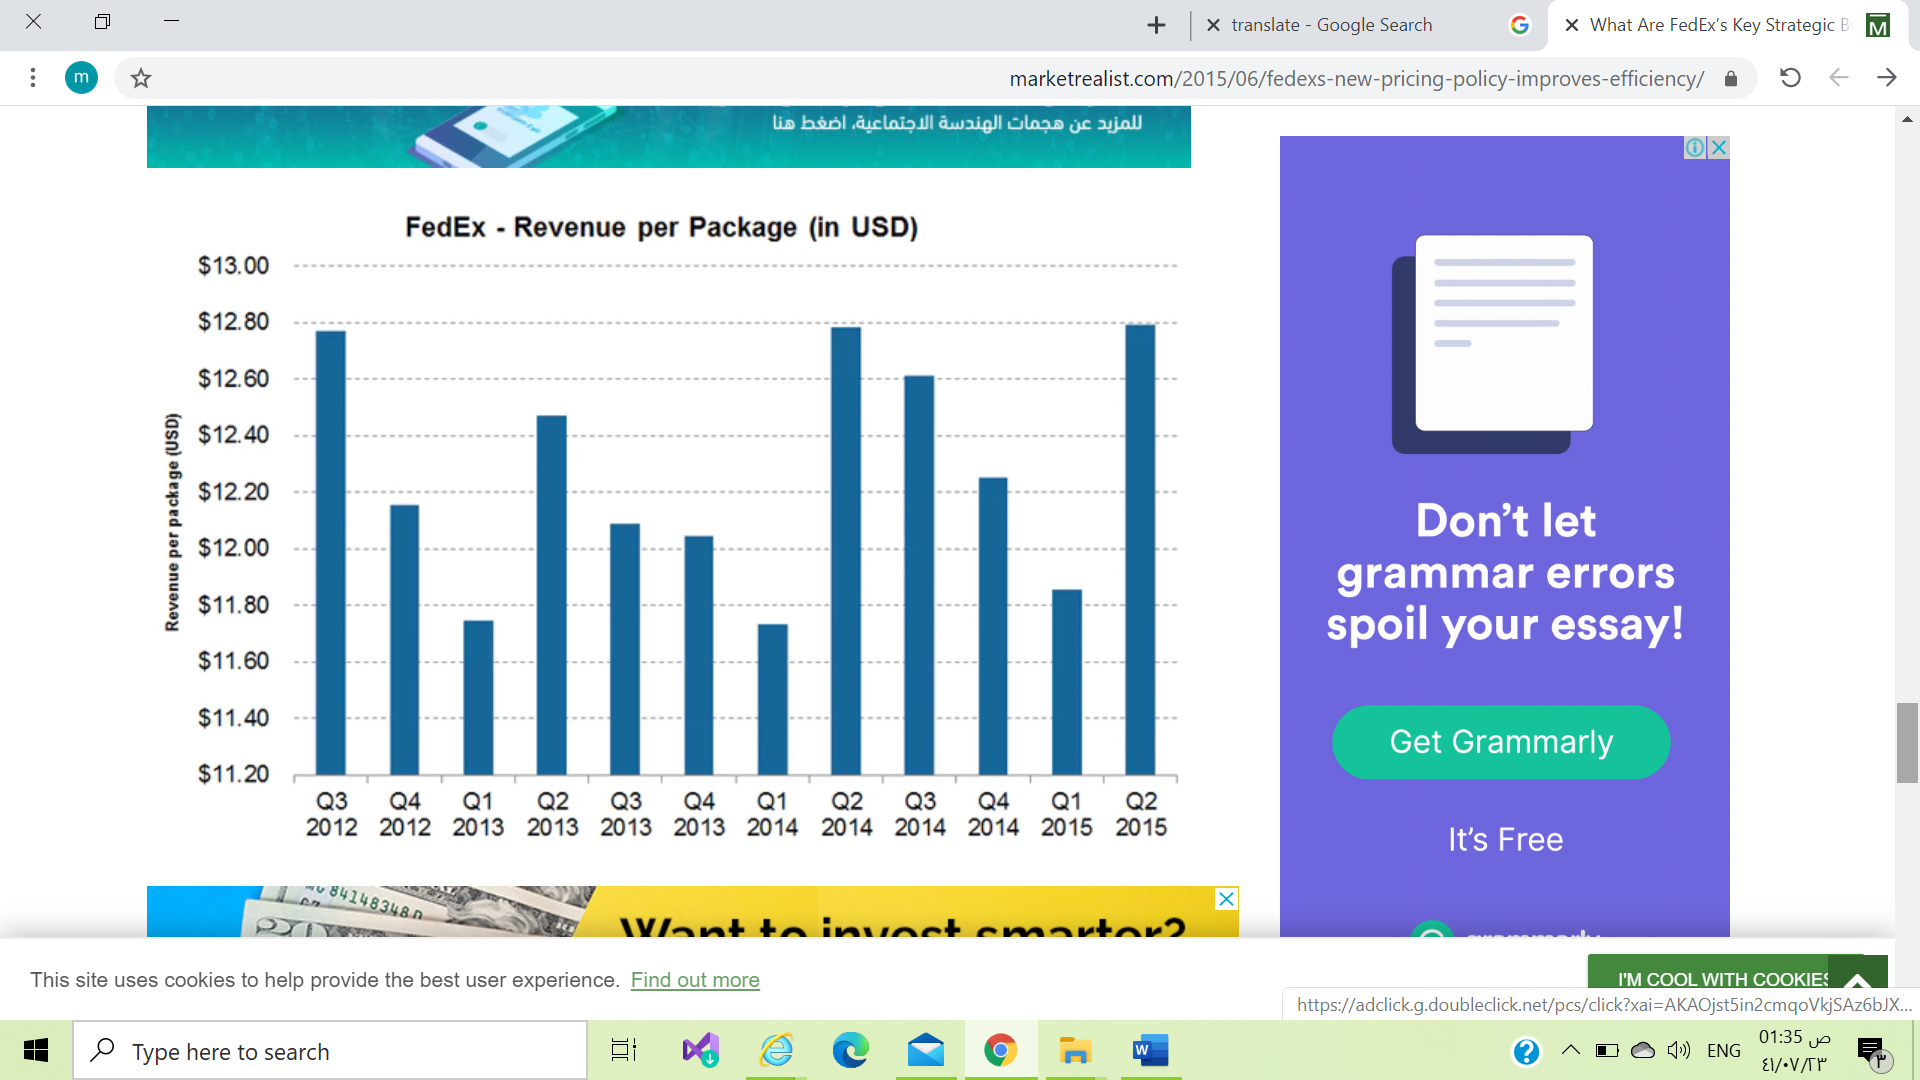 translate - Google Search
What Are FedEx's Key Strategic B
m
marketrealist.com/2015/06/fedexs-new-pricing-policy-improves-efficiency/
للمزيد عن هجمات الهندسة الاجتماعية، اضغط هنا
FedEx - Revenue per Package (in USD)
Revenue per package (USD)
$13.00
$12.80
$12.60
$12.40
$12.20
$12.00
$11.80
$11.60
$11.40
$11.20
Q3 2012
Q4 2012
Q1 2013
Q2 2013
Q3 2013
Q4 2013
Q1 2014
Q2 2014
Q3 2014
Q4 2014
Q1 2015
Q2 2015
Don't let
grammar errors
spoil your essay!
Get Grammarly
It's Free
84148348
20
Want to invest smarter?
This site uses cookies to help provide the best user experience. Find out more
I'M COOL WITH COOKIES
https://adclick.g.doubleclick.net/pcs/click?xai=AKAOjst5in2cmqoVkjSAz6bJX...
Type here to search
W
ENG
01:35 ص
٤١/٠٧/٢٣
٣